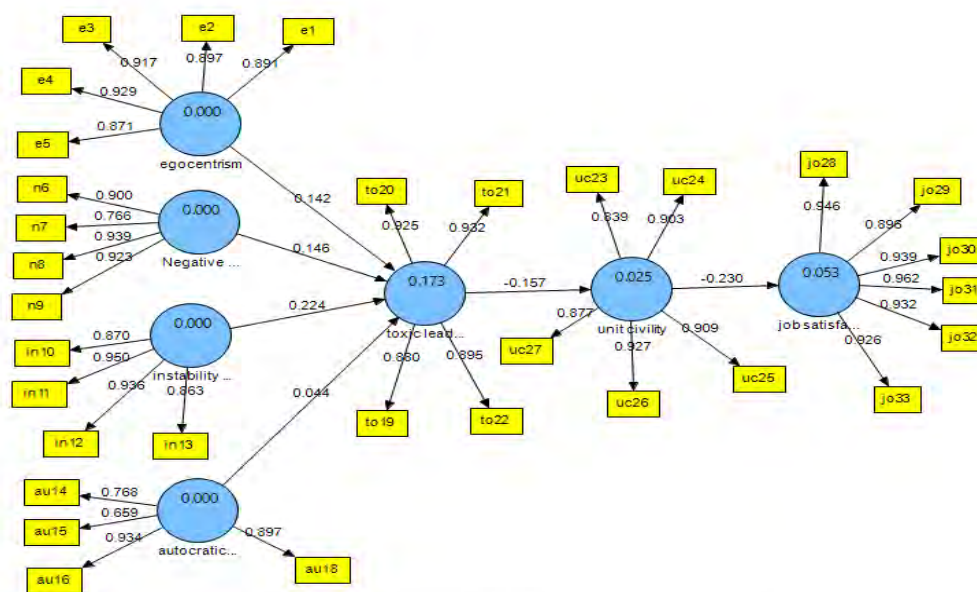 e3
e2
e1
0.917
0.897
0.891
e4
0.929
0.000
e5
0.871
egocentrism
n6
0.900
0.000
n7
0.766
n8
0.939
n9
0.923
Negative ...
0.142
0.146
0.224
0.044
in10
0.870
0.000
in11
0.950
0.936
instability ...
0.863
in12
in13
au14
0.768
0.000
au15
0.659
0.934
0.897
autocratic...
au16
au18
to20
to21
0.925
0.932
0.173
toxic lead...
0.880
0.895
to19
to22
-0.157
uc23
uc24
0.839
0.903
0.025
unit civility
0.877
0.927
0.909
uc27
uc26
uc25
-0.230
jo28
jo29
0.946
0.896
0.053
0.939
jo30
0.962
jo31
0.932
jo32
job satisfa...
0.926
jo33